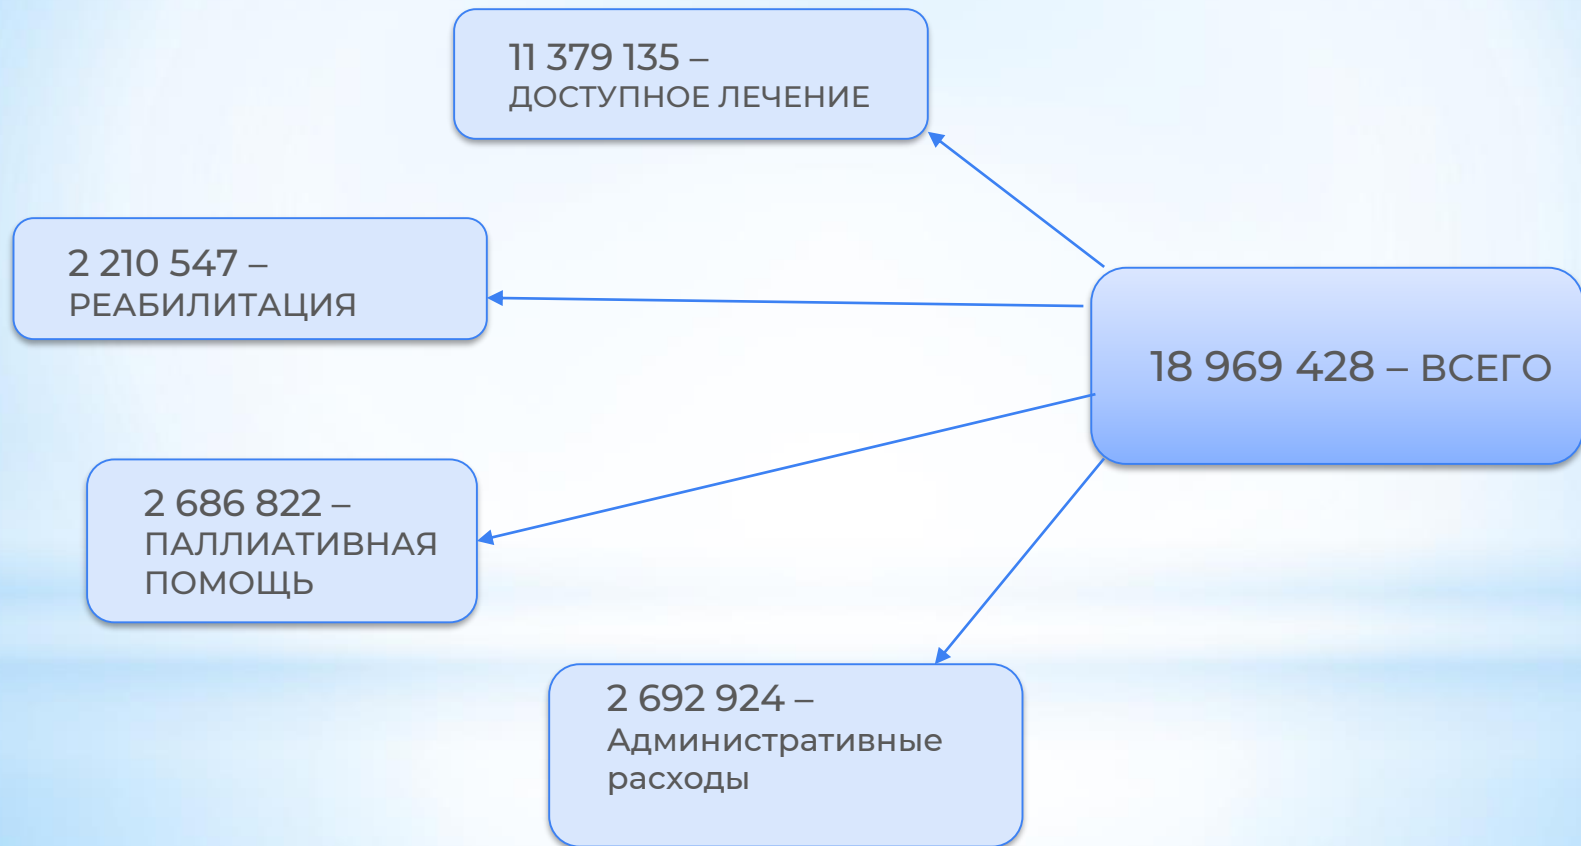 11 379 135 –
ДОСТУПНОЕ ЛЕЧЕНИЕ
2 210 547 –
РЕАБИЛИТАЦИЯ
18 969 428 – ВСЕГО
2 686 822 –
ПАЛЛИАТИВНАЯ
ПОМОЩЬ
2 692 924 –
Административные
расходы